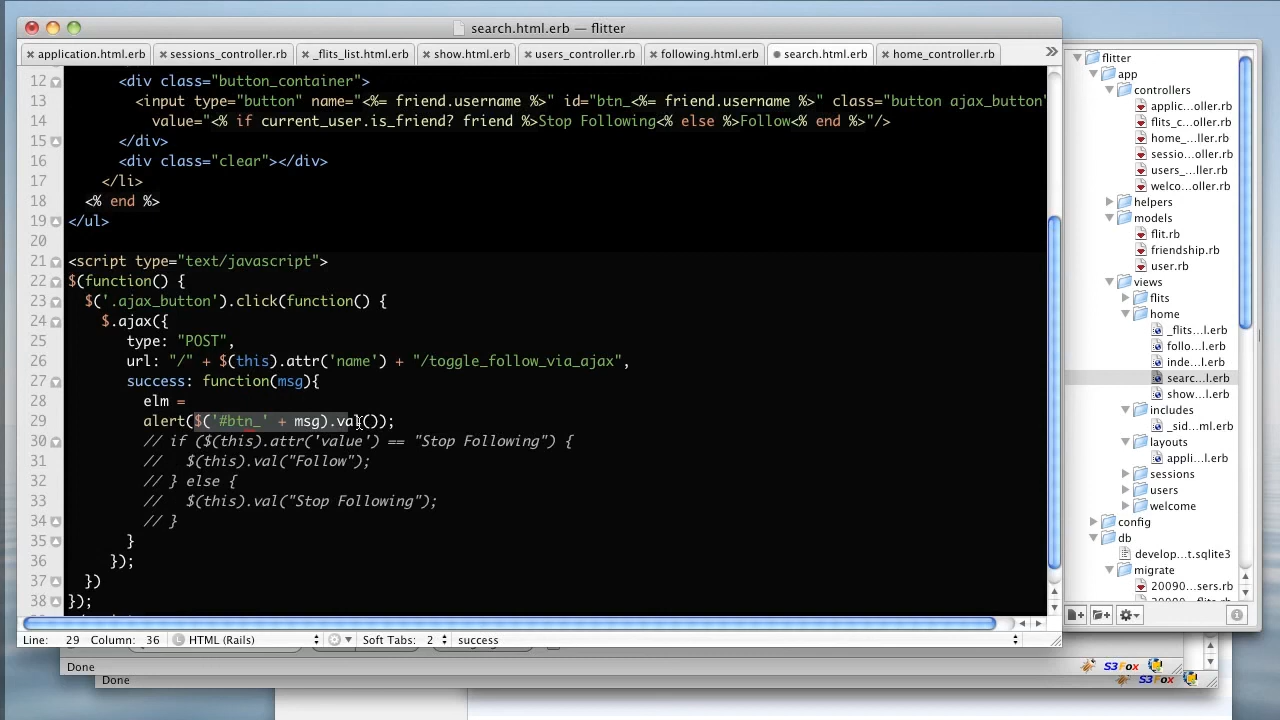 search.html.erb — flitter
application.html.erb
sessions_controller.rb
_flits_list.html.erb
show.html.erb
users_controller.rb
following.html.erb
search.html.erb
home_controller.rb
12 <div class="button_container">
13 <input type="button" name="<%= friend.username %>" id="btn_<%= friend.username %>" class="button ajax_button"
14 value="<% if current_user.is_friend? friend %>Stop Following<% else %>Follow<% end %>"/>
15 </div>
16 <div class="clear"></div>
17 </li>
18 <% end %>
19 </ul>
20
21 <script type="text/javascript">
22 $(function() {
23 $('.ajax_button').click(function() {
24 $.ajax({
25 type: "POST",
26 url: "/" + $(this).attr('name') + "/toggle_follow_via_ajax",
27 success: function(msg){
28 elm =
29 alert($('#btn_' + msg).val());
30 // if ($(this).attr('value') == "Stop Following") {
31 // $(this).val("Follow");
32 // } else {
33 // $(this).val("Stop Following");
34 // }
35 }
36 });
37 })
38 });
Line: 29 Column: 36 L HTML (Rails) Soft Tabs: 2 success
flitter
app
controllers
applic...oller.rb
flits_c...oller.rb
home_...ller.rb
sessio...oller.rb
users_...ller.rb
welco...oller.rb
helpers
models
flit.rb
friendship.rb
user.rb
views
flits
home
_flits...l.erb
follo...l.erb
inde...l.erb
searc...l.erb
show...l.erb
includes
_sid...ml.erb
layouts
appli...l.erb
sessions
users
welcome
config
db
develop...t.sqlite3
migrate
20090...sers.rb
Done
S3Fox
Done
S3Fox